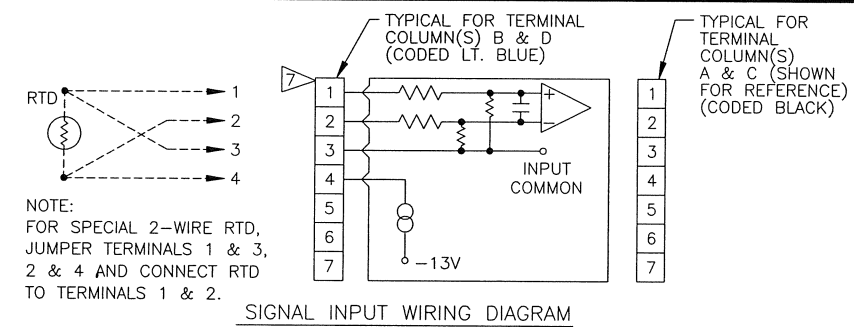 TYPICAL FOR TERMINAL
COLUMN(S) B & D
(CODED LT. BLUE)
TYPICAL FOR
TERMINAL
COLUMN(S)
A & C (SHOWN
FOR REFERENCE)
(CODED BLACK)
RTD
1
2
3
4
7
1
2
3
4
5
6
7
+
−
INPUT
COMMON
−13V
1
2
3
4
5
6
7
NOTE:
FOR SPECIAL 2−WIRE RTD,
JUMPER TERMINALS 1 & 3,
2 & 4 AND CONNECT RTD
TO TERMINALS 1 & 2.
SIGNAL INPUT WIRING DIAGRAM